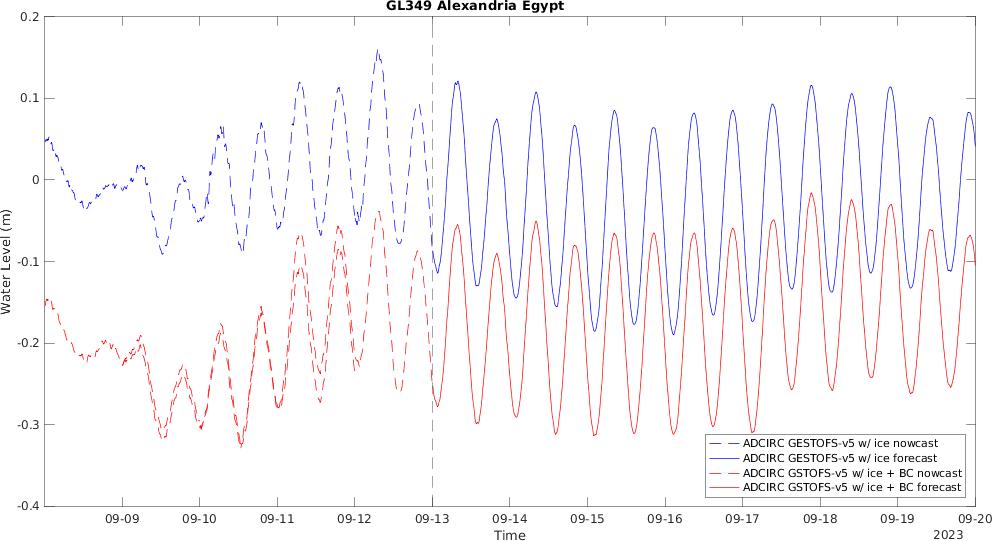 GL349 Alexandria Egypt
0.2
0.1
0
-0.1
-0.2
-0.3
-0.4
Water Level (m)
ADCIRC GESTOFS-v5 w/ ice nowcast
ADCIRC GESTOFS-v5 w/ ice forecast
ADCIRC GSTOFS-v5 w/ ice + BC nowcast
ADCIRC GSTOFS-v5 w/ ice + BC forecast
09-09 09-10 09-11 09-12 09-13 09-14 09-15 09-16 09-17 09-18 09-19 09-20
Time
2023